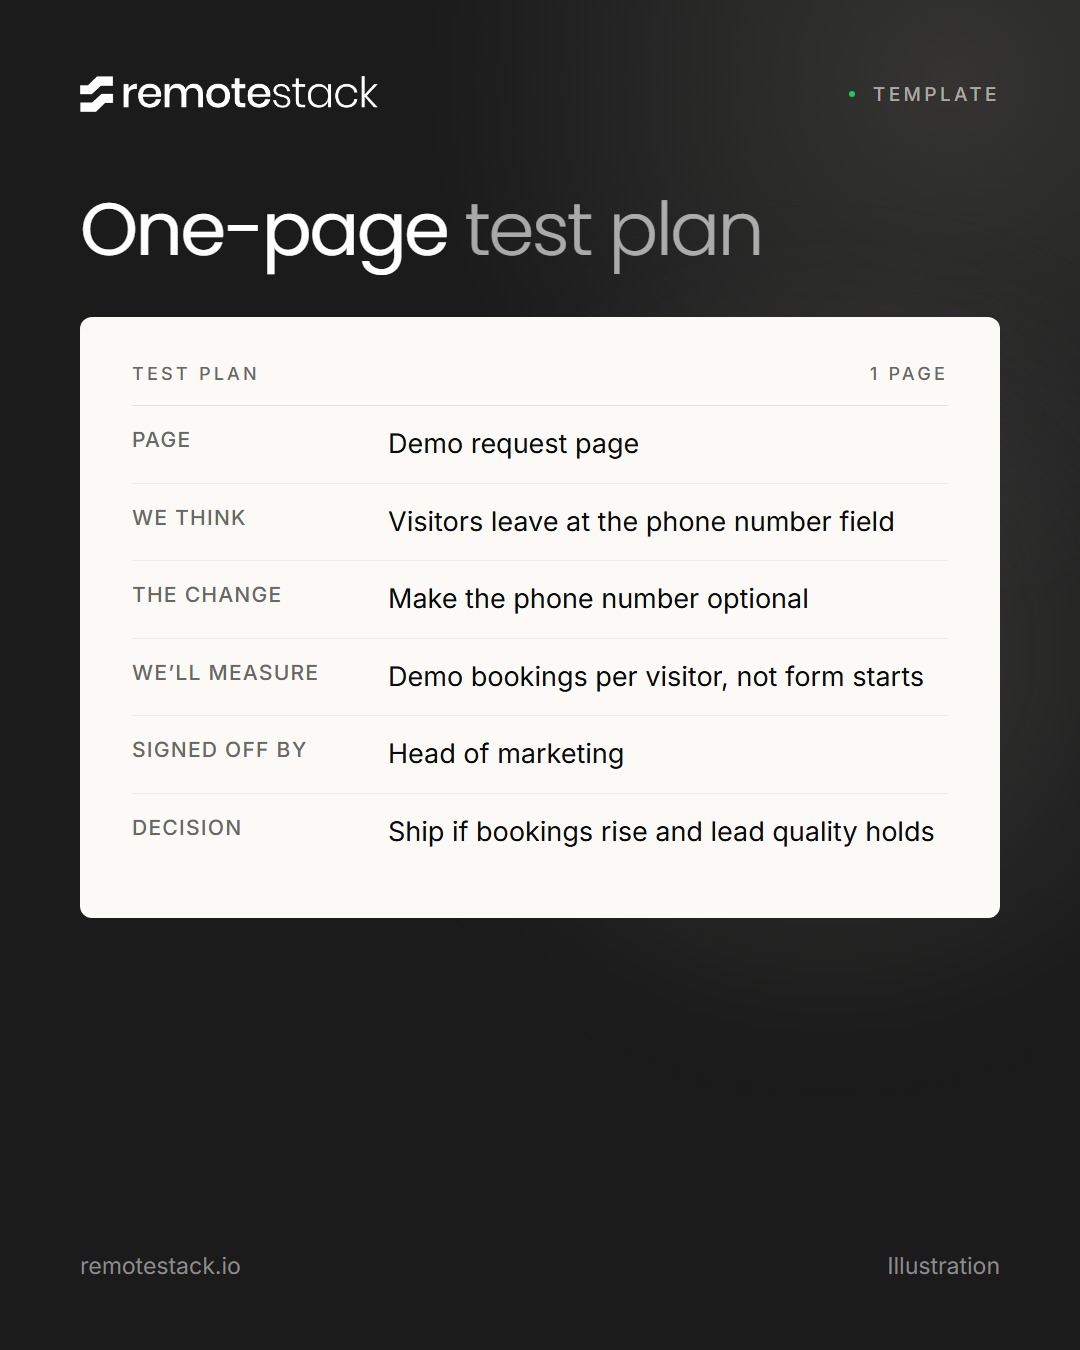 remotestack
TEMPLATE
One-page test plan
TEST PLAN
1 PAGE
PAGE
Demo request page
WE THINK
Visitors leave at the phone number field
THE CHANGE
Make the phone number optional
WE’LL MEASURE
Demo bookings per visitor, not form starts
SIGNED OFF BY
Head of marketing
DECISION
Ship if bookings rise and lead quality holds
remotestack.io
Illustration